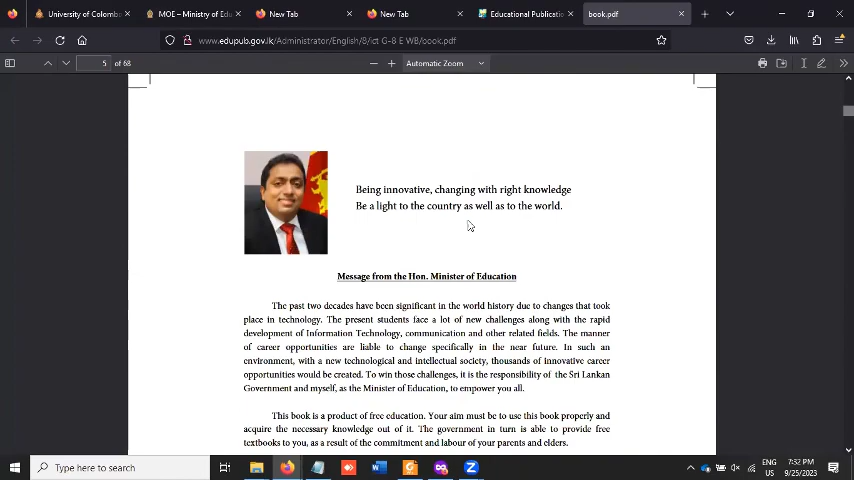 University of Colombo
MOE – Ministry of Educ
New Tab
New Tab
Educational Publicatio
book.pdf
www.edupub.gov.lk/Administrator/English/8/ict G-8 E WB/book.pdf
5 of 68
Automatic Zoom
Being innovative, changing with right knowledge
Be a light to the country as well as to the world.
Message from the Hon. Minister of Education
The past two decades have been significant in the world history due to changes that took
place in technology. The present students face a lot of new challenges along with the rapid
development of Information Technology, communication and other related fields. The manner
of career opportunities are liable to change specifically in the near future. In such an
environment, with a new technological and intellectual society, thousands of innovative career
opportunities would be created. To win those challenges, it is the responsibility of the Sri Lankan
Government and myself, as the Minister of Education, to empower you all.
This book is a product of free education. Your aim must be to use this book properly and
acquire the necessary knowledge out of it. The government in turn is able to provide free
textbooks to you, as a result of the commitment and labour of your parents and elders.
Type here to search
ENG
US
7:32 PM
9/25/2023